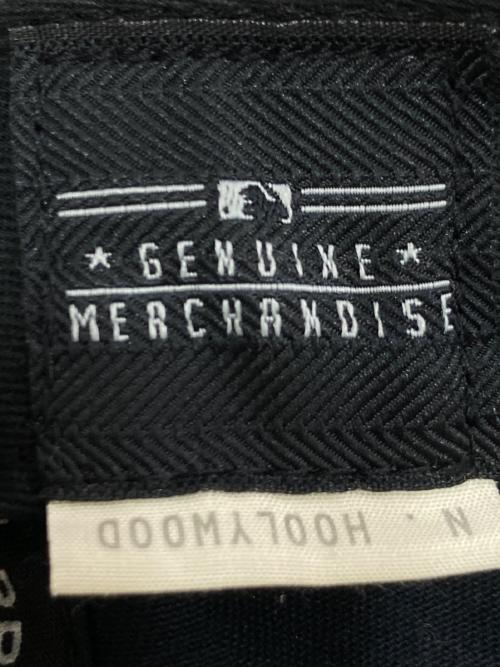 ★ GENUINE ★
MERCHANDISE
N . HOOLYWOOD